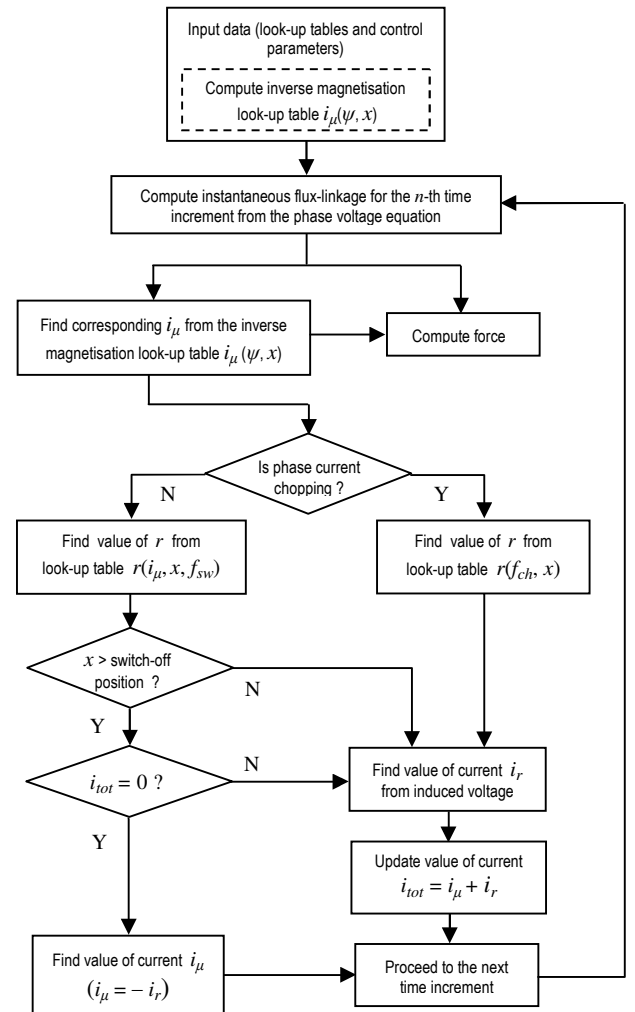 Input data (look-up tables and control
parameters)
Compute inverse magnetisation
look-up table iμ(ψ, x)
Compute instantaneous flux-linkage for the n-th time
increment from the phase voltage equation
Find corresponding iμ from the inverse
magnetisation look-up table iμ (ψ, x)
Compute force
Is phase current
chopping ?
N
Y
Find value of r from
look-up table r(iμ, x, fsw)
Find value of r from
look-up table r(fch, x)
x > switch-off
position ?
N
Y
itot = 0 ?
N
Y
Find value of current ir
from induced voltage
Update value of current
itot = iμ + ir
Find value of current iμ
(iμ = – ir)
Proceed to the next
time increment